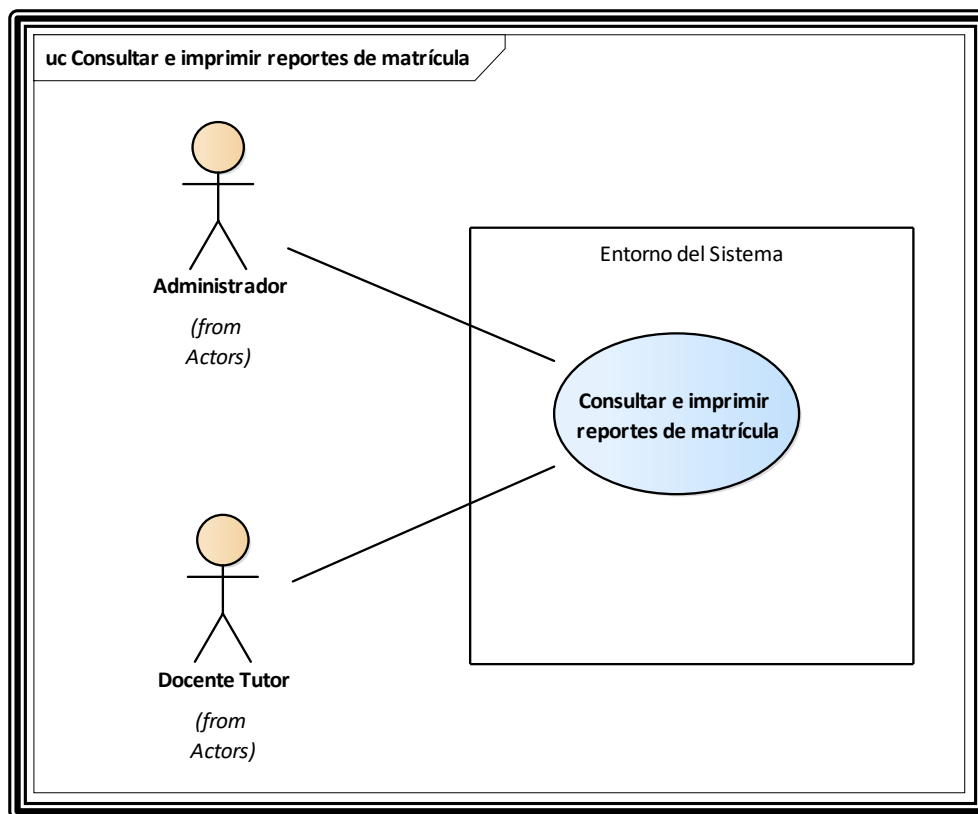 uc Consultar e imprimir reportes de matrícula
Administrador
(from
Actors)
Entorno del Sistema
Consultar e imprimir
reportes de matrícula
Docente Tutor
(from
Actors)